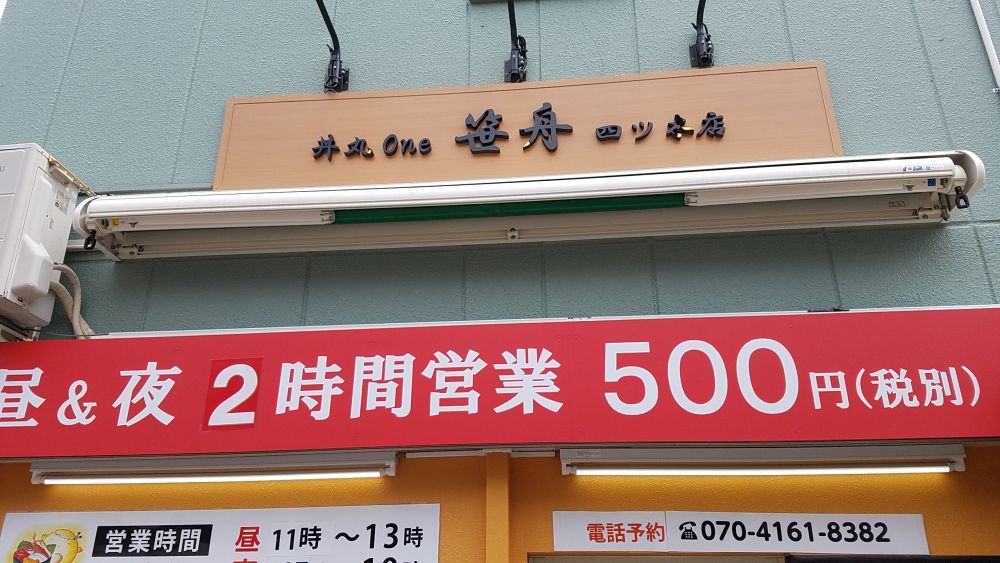 丼丸 One 笹舟 四ツ木店
昼&夜 2時間営業 500円(税別)
営業時間 昼 11時 ～13時
電話予約 ☎070-4161-8382